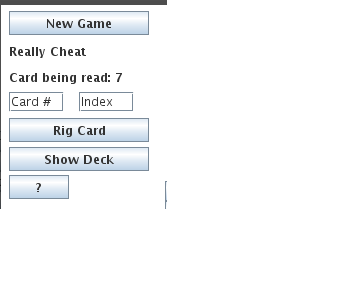 New Game
Really Cheat
Card being read: 7
Card # Index
Rig Card
Show Deck
?